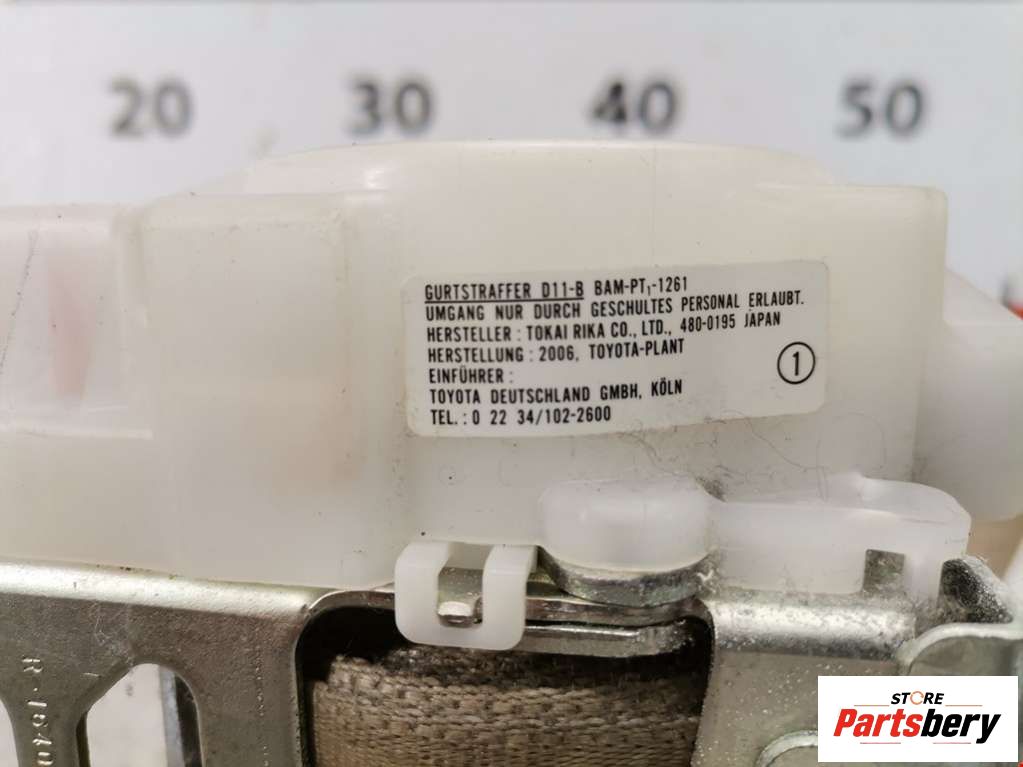 20 30 40 50
GURTSTRAFFER D11-B BAM-PT₁-1261
UMGANG NUR DURCH GESCHULTES PERSONAL ERLAUBT.
HERSTELLER : TOKAI RIKA CO., LTD., 480-0195 JAPAN
HERSTELLUNG : 2006, TOYOTA-PLANT
EINFÜHRER :
TOYOTA DEUTSCHLAND GMBH, KÖLN
TEL. : 0 22 34/102-2600
1
STORE
Partsbery